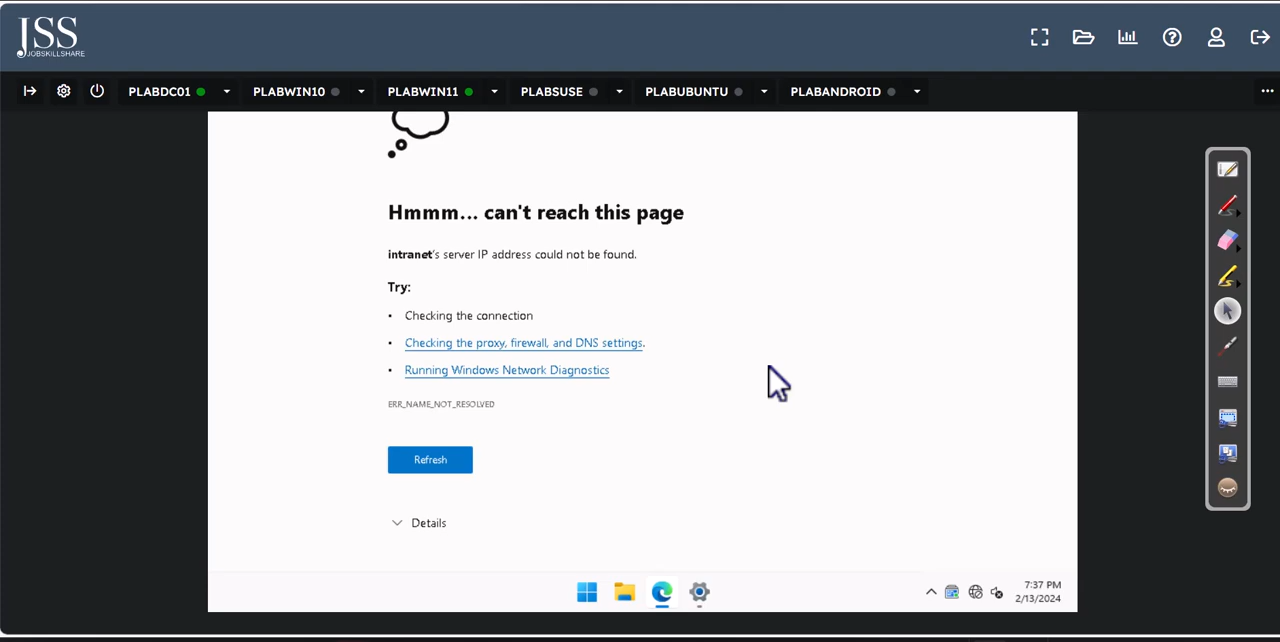 JSS
JOBSKILLSHARE
PLABDC01
PLABWIN10
PLABWIN11
PLABSUSE
PLABUBUNTU
PLABANDROID
Hmmm... can't reach this page
intranet's server IP address could not be found.
Try:
• Checking the connection
• Checking the proxy, firewall, and DNS settings.
• Running Windows Network Diagnostics
ERR_NAME_NOT_RESOLVED
Refresh
Details
7:37 PM
2/13/2024